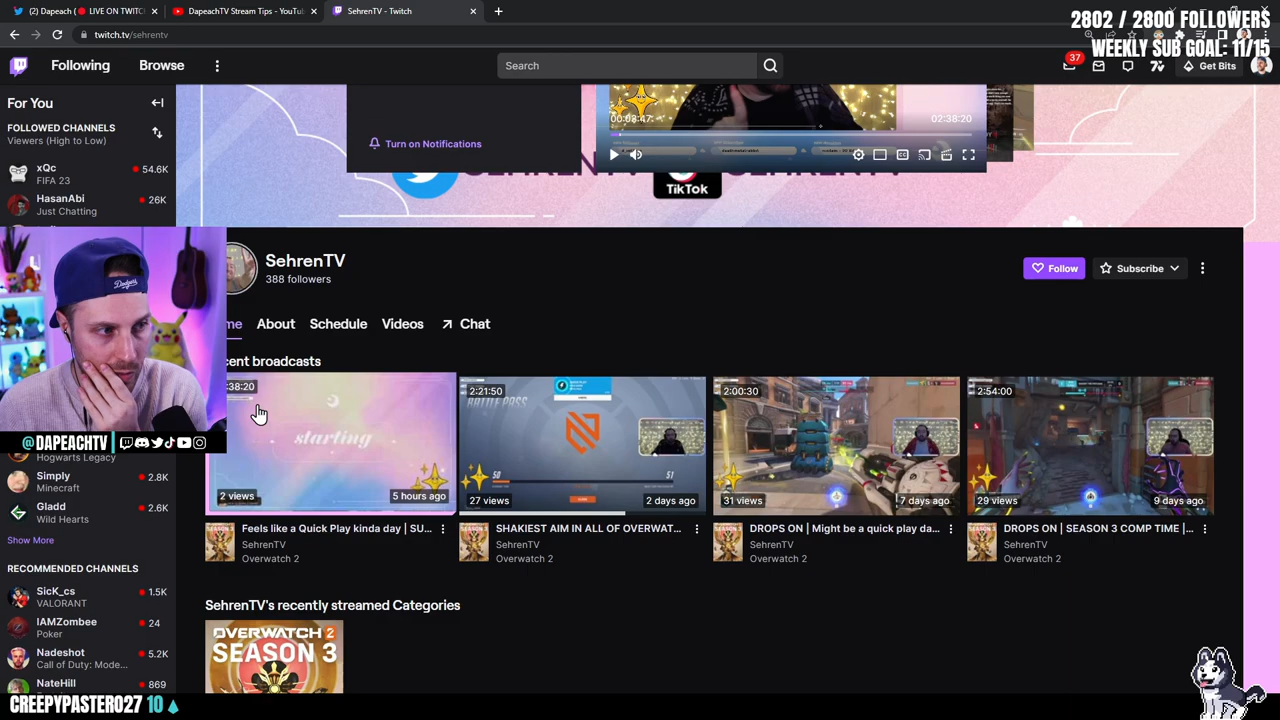 (2) Dapeach ( LIVE ON TWITC
DapeachTV Stream Tips - YouTu
SehrenTV - Twitch
twitch.tv/sehrentv
2802 / 2800 FOLLOWERS
WEEKLY SUB GOAL: 11/15
Following
Browse
Search
37
Get Bits
For You
FOLLOWED CHANNELS
Viewers (High to Low)
xQc
54.6K
FIFA 23
HasanAbi
26K
Just Chatting
Turn on Notifications
00:03:47
02:38:20
TikTok
SehrenTV
388 followers
Follow
Subscribe
me
About
Schedule
Videos
Chat
cent broadcasts
@DAPEACHTV
Hogwarts Legacy
Simply
2.8K
Minecraft
Gladd
2.6K
Wild Hearts
Show More
RECOMMENDED CHANNELS
SicK_cs
1.5K
VALORANT
IAMZombee
24
Poker
Nadeshot
5.2K
Call of Duty: Mode...
NateHill
869
:38:20
starting
2 views
5 hours ago
Feels like a Quick Play kinda day | SU...
SehrenTV
Overwatch 2
2:21:50
BATTLE PASS
50
51
27 views
2 days ago
SHAKIEST AIM IN ALL OF OVERWAT...
SehrenTV
Overwatch 2
2:00:30
31 views
7 days ago
DROPS ON | Might be a quick play da...
SehrenTV
Overwatch 2
2:54:00
29 views
9 days ago
DROPS ON | SEASON 3 COMP TIME |...
SehrenTV
Overwatch 2
SehrenTV's recently streamed Categories
OVERWATCH 2
SEASON 3
CREEPYPASTER027 10